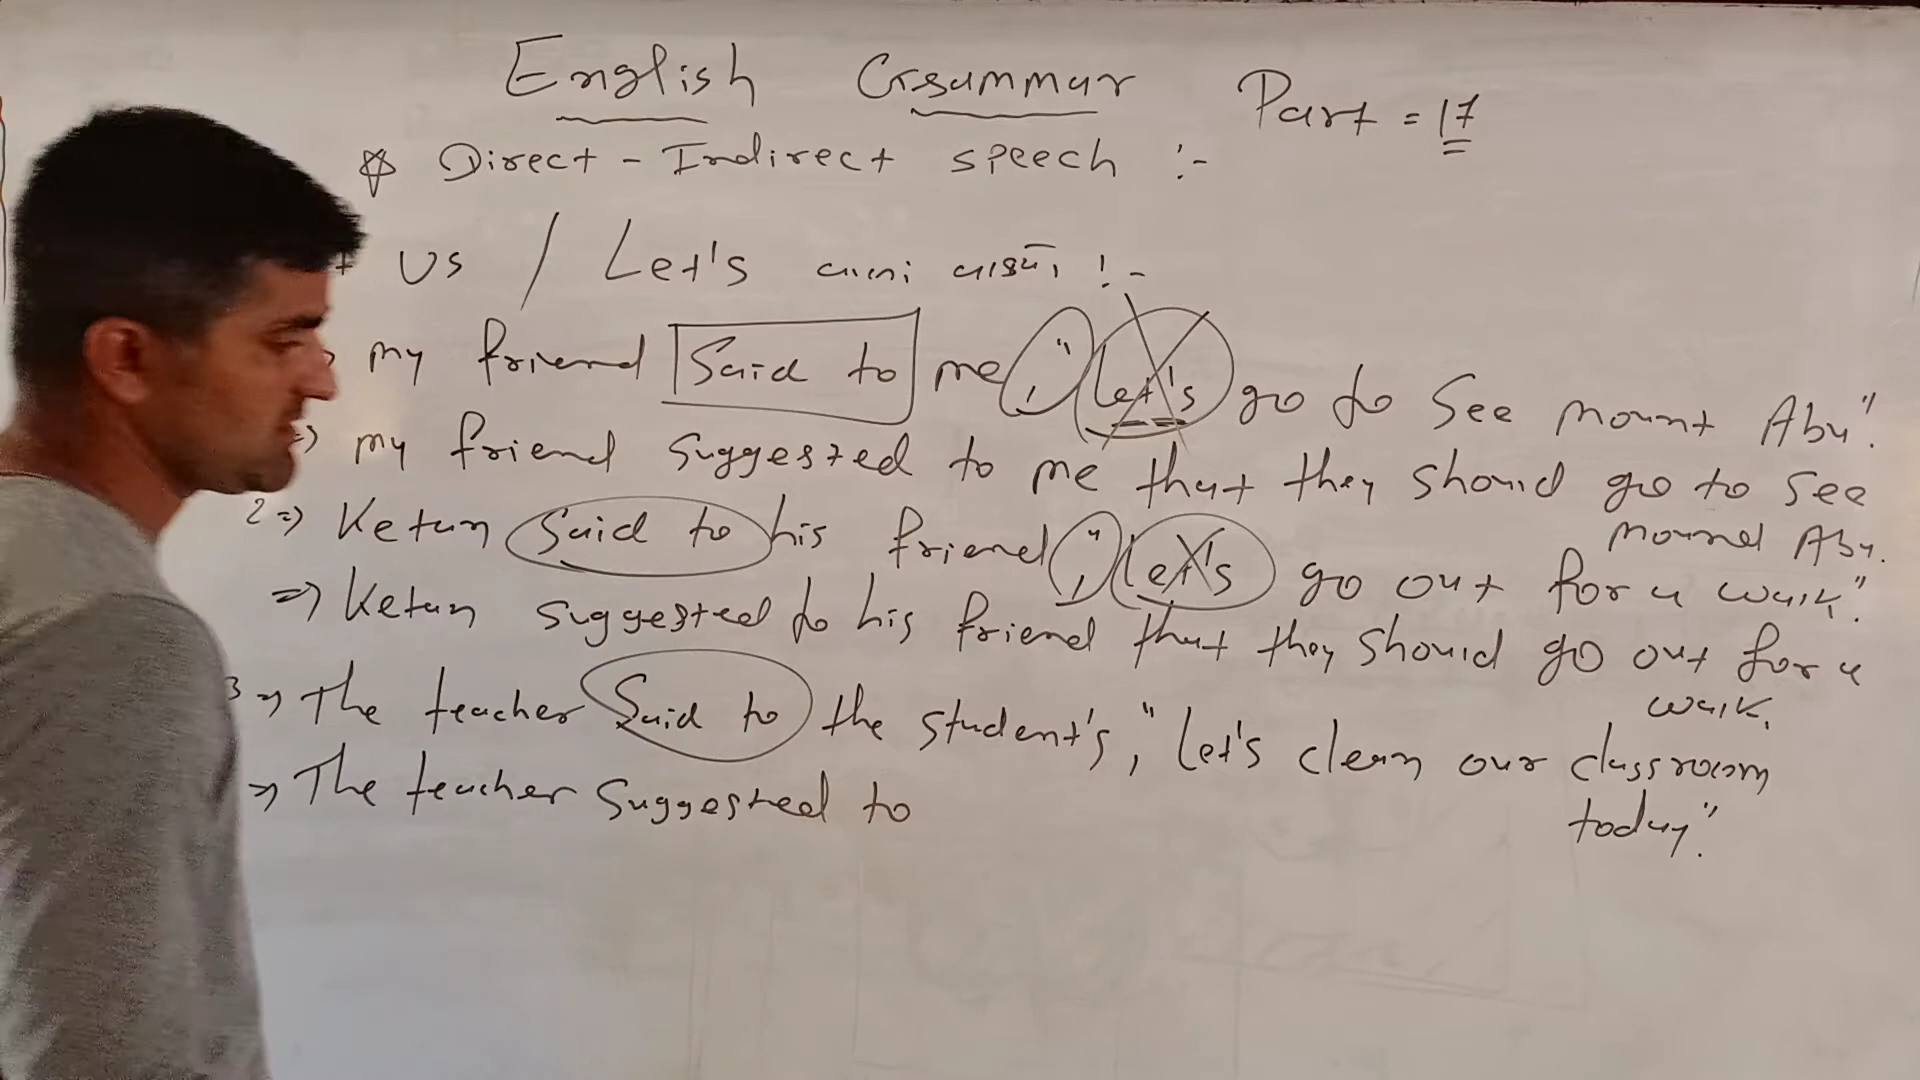 English Grammar Part = 17
Direct - Indirect speech :-
US / Let's વાળા વાક્યો :-
my friend Said to me, "Let's go to See mount Abu".
=> my friend suggested to me that they should go to see
mound Abu.
2 => Ketan Said to his friend, "Let's go out for a walk".
=> Ketan suggested to his friend that they should go out for a
walk.
3 => The teacher Said to the student's, "Let's clean our classroom
today".
=> The teacher Suggested to